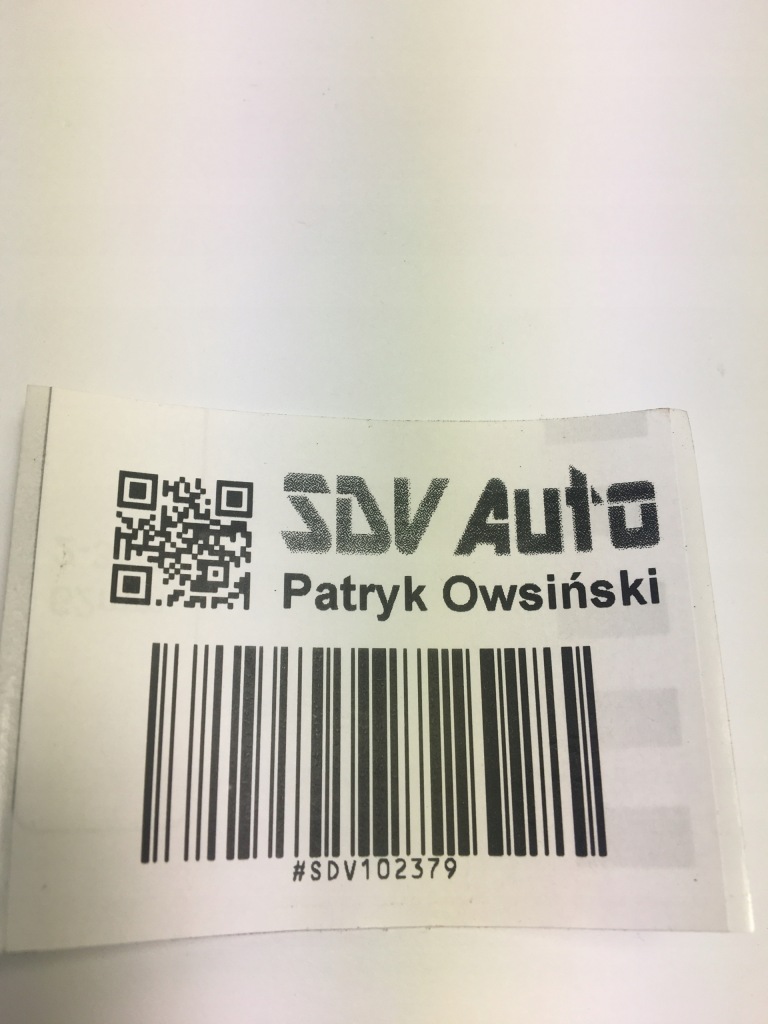 SDV Auto
Patryk Owsiński
#SDV102379